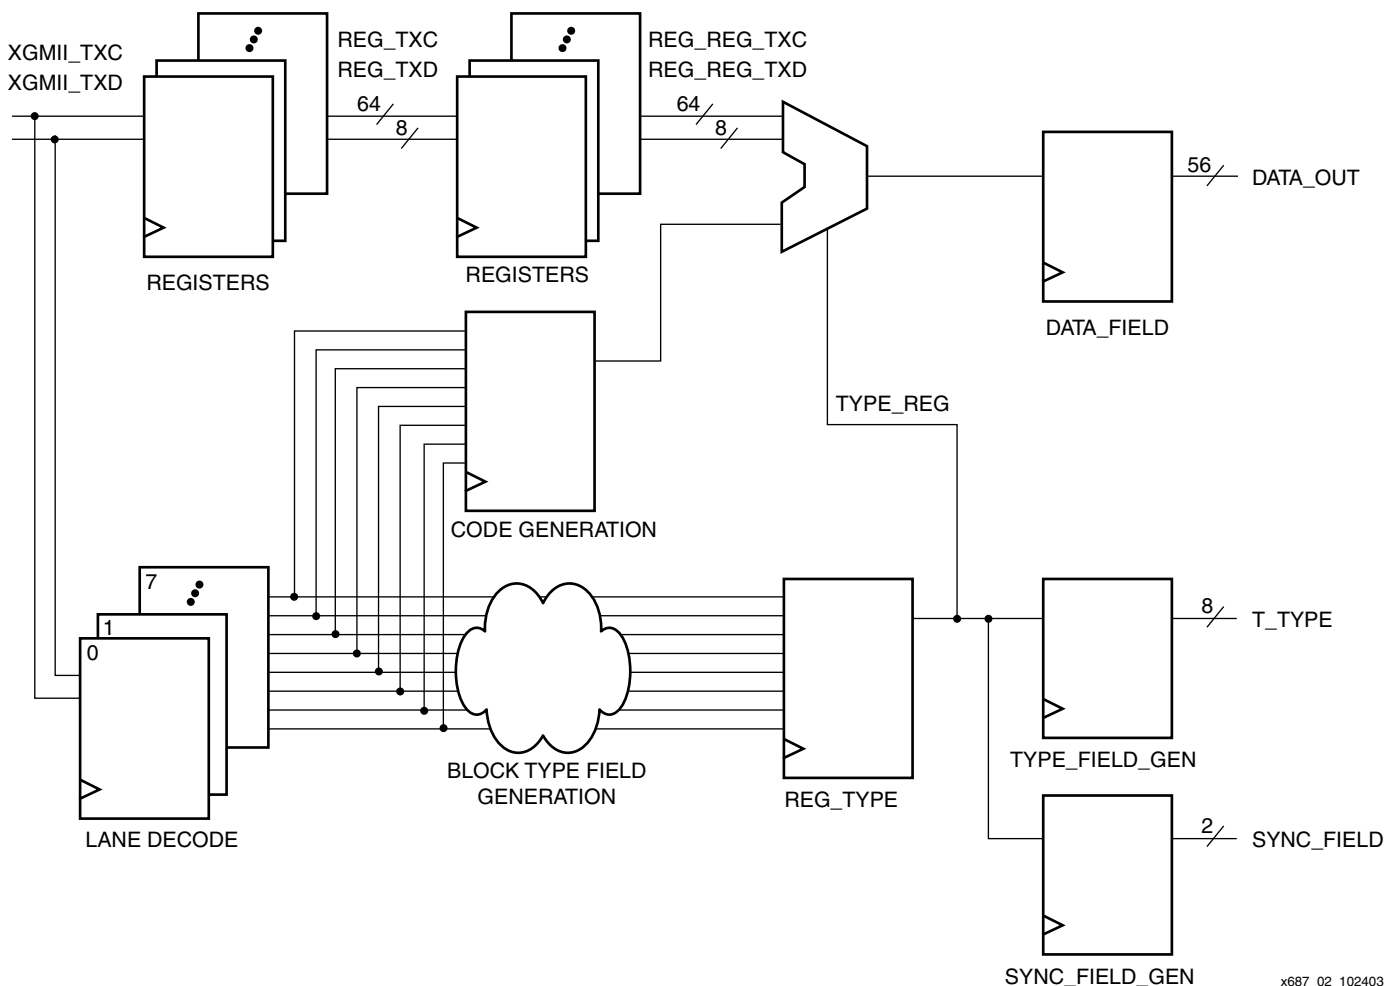 XGMII_TXC
XGMII_TXD
REG_TXC
REG_TXD
REG_REG_TXC
REG_REG_TXD
64
8
64
8
REGISTERS
REGISTERS
56
DATA_OUT
DATA_FIELD
CODE GENERATION
TYPE_REG
7
1
0
LANE DECODE
BLOCK TYPE FIELD
GENERATION
REG_TYPE
8
T_TYPE
TYPE_FIELD_GEN
2
SYNC_FIELD
SYNC_FIELD_GEN
x687_02_102403